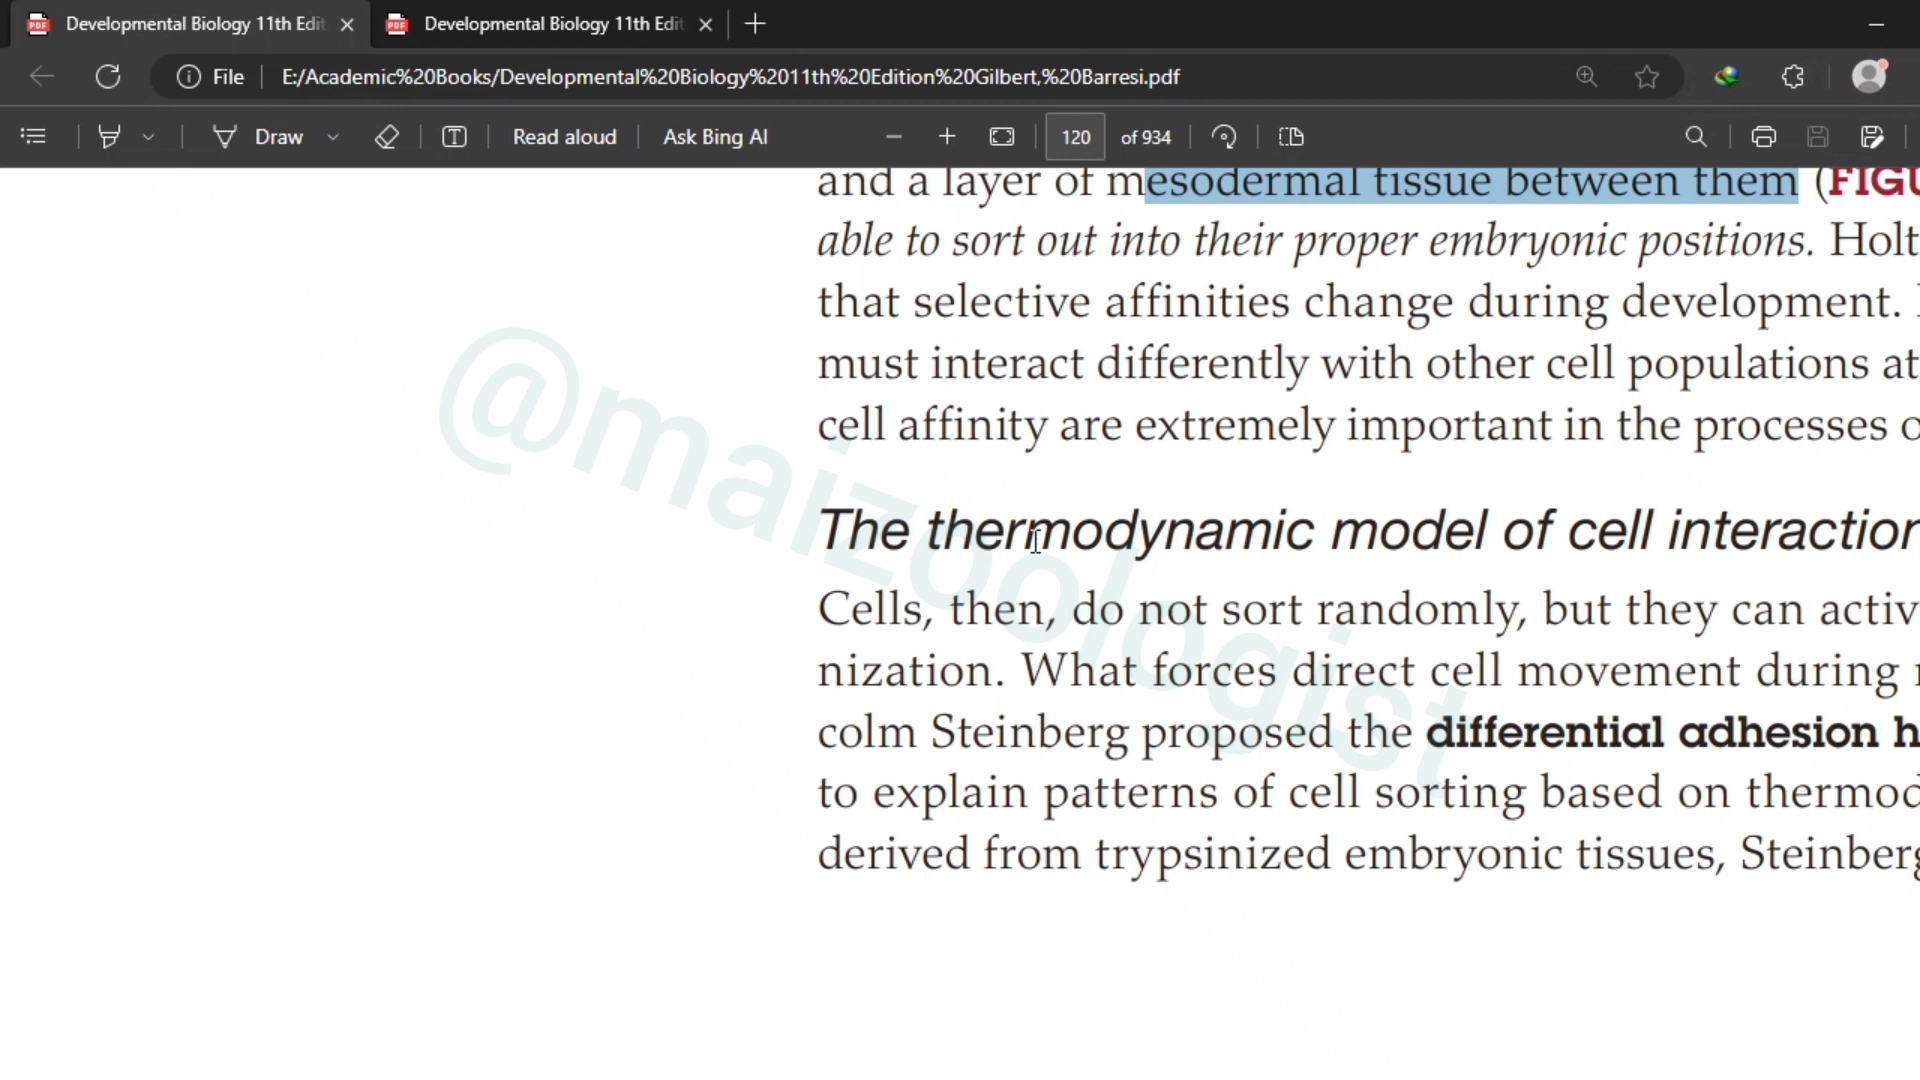 Developmental Biology 11th Edit
Developmental Biology 11th Edit
File
E:/Academic%20Books/Developmental%20Biology%2011th%20Edition%20Gilbert,%20Barresi.pdf
Draw
Read aloud
Ask Bing AI
120 of 934
and a layer of mesodermal tissue between them (FIGU
able to sort out into their proper embryonic positions. Holt
that selective affinities change during development.
must interact differently with other cell populations at
cell affinity are extremely important in the processes o
The thermodynamic model of cell interaction
Cells, then, do not sort randomly, but they can activ
nization. What forces direct cell movement during
colm Steinberg proposed the differential adhesion h
to explain patterns of cell sorting based on thermod
derived from trypsinized embryonic tissues, Steinberg
@maizoologist